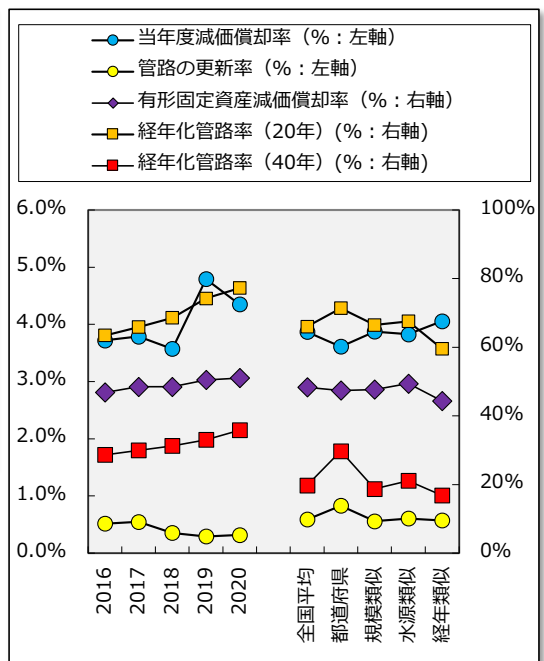 当年度減価償却率（%：左軸）
管路の更新率（%：左軸）
有形固定資産減価償却率（%：右軸）
経年化管路率（20年）(%：右軸)
経年化管路率（40年）(%：右軸)
6.0%
5.0%
4.0%
3.0%
2.0%
1.0%
0.0%
100%
80%
60%
40%
20%
0%
2016
2017
2018
2019
2020
全国平均
都道府県
規模類似
水源類似
経年類似